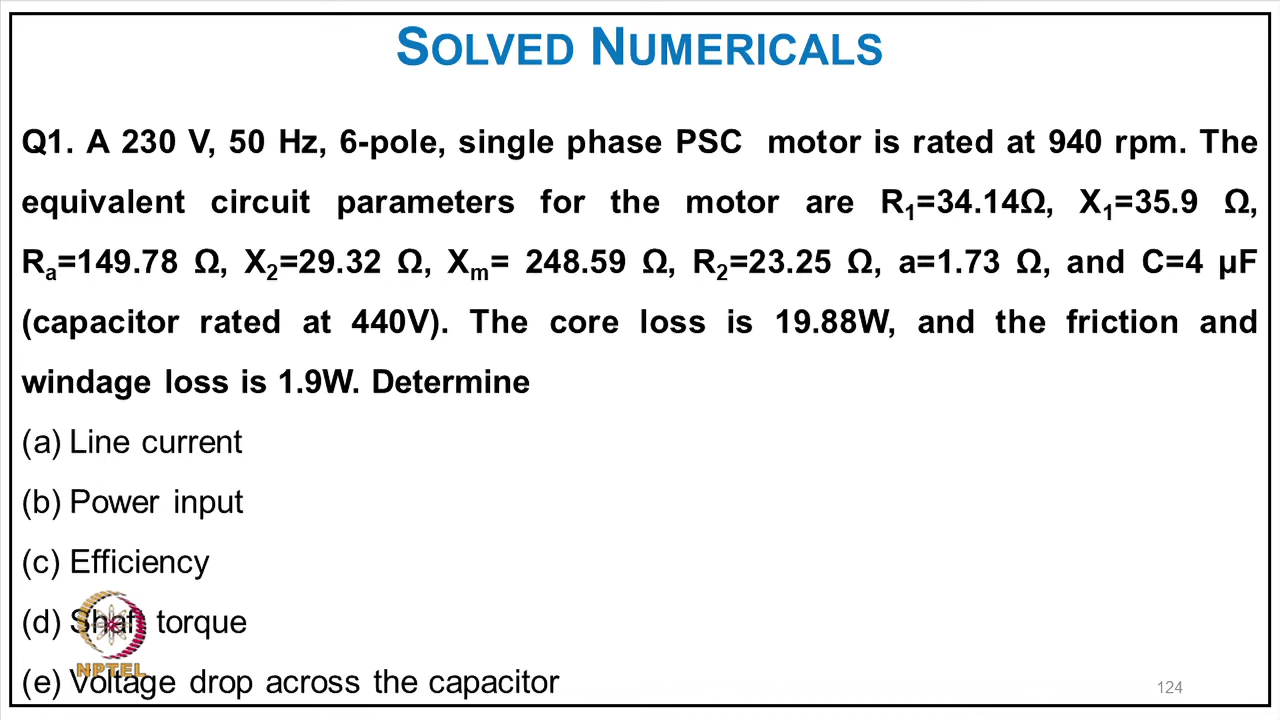 SOLVED NUMERICALS
Q1. A 230 V, 50 Hz, 6-pole, single phase PSC motor is rated at 940 rpm. The
equivalent circuit parameters for the motor are R₁=34.14Ω, X₁=35.9 Ω,
Rₐ=149.78 Ω, X₂=29.32 Ω, Xₘ= 248.59 Ω, R₂=23.25 Ω, a=1.73 Ω, and C=4 µF
(capacitor rated at 440V). The core loss is 19.88W, and the friction and
windage loss is 1.9W. Determine
(a) Line current
(b) Power input
(c) Efficiency
(d) Shaft torque
(e) Voltage drop across the capacitor
NPTEL
124